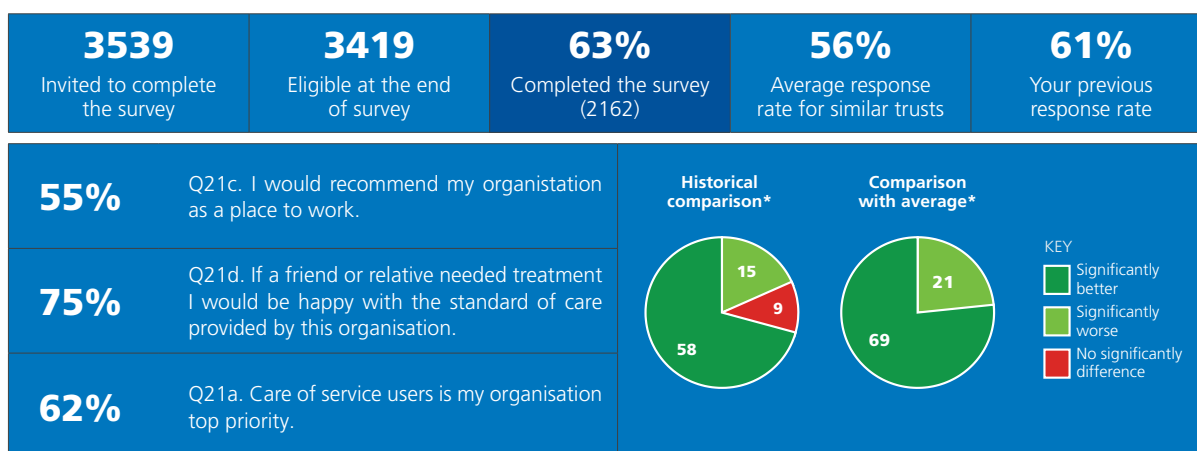 3539
Invited to complete
the survey
3419
Eligible at the end
of survey
63%
Completed the survey
(2162)
56%
Average response
rate for similar trusts
61%
Your previous
response rate
55%
Q21c. I would recommend my organistation
as a place to work.
75%
Q21d. If a friend or relative needed treatment
I would be happy with the standard of care
provided by this organisation.
62%
Q21a. Care of service users is my organisation
top priority.
Historical
comparison*
15
9
58
Comparison
with average*
21
69
KEY
Significantly
better
Significantly
worse
No significantly
difference